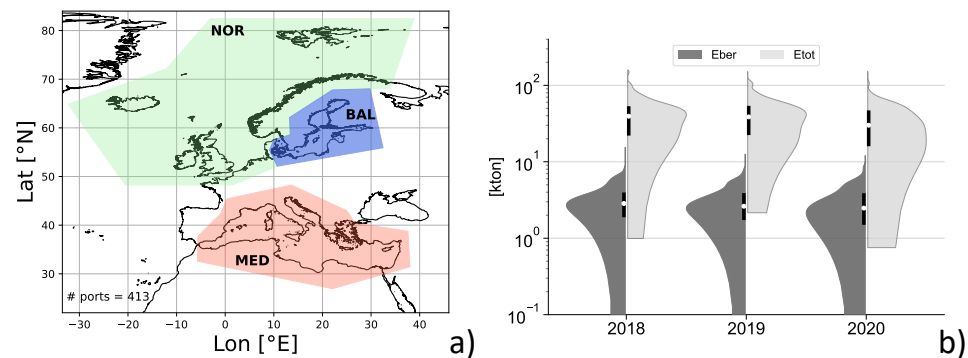 NOR
BAL
MED
# ports = 413
80
70
60
50
40
30
Lat [°N]
−30 −20 −10 0 10 20 30 40
Lon [°E]
a)
Eber Etot
10²
10¹
10⁰
10⁻¹
[kton]
2018 2019 2020
b)